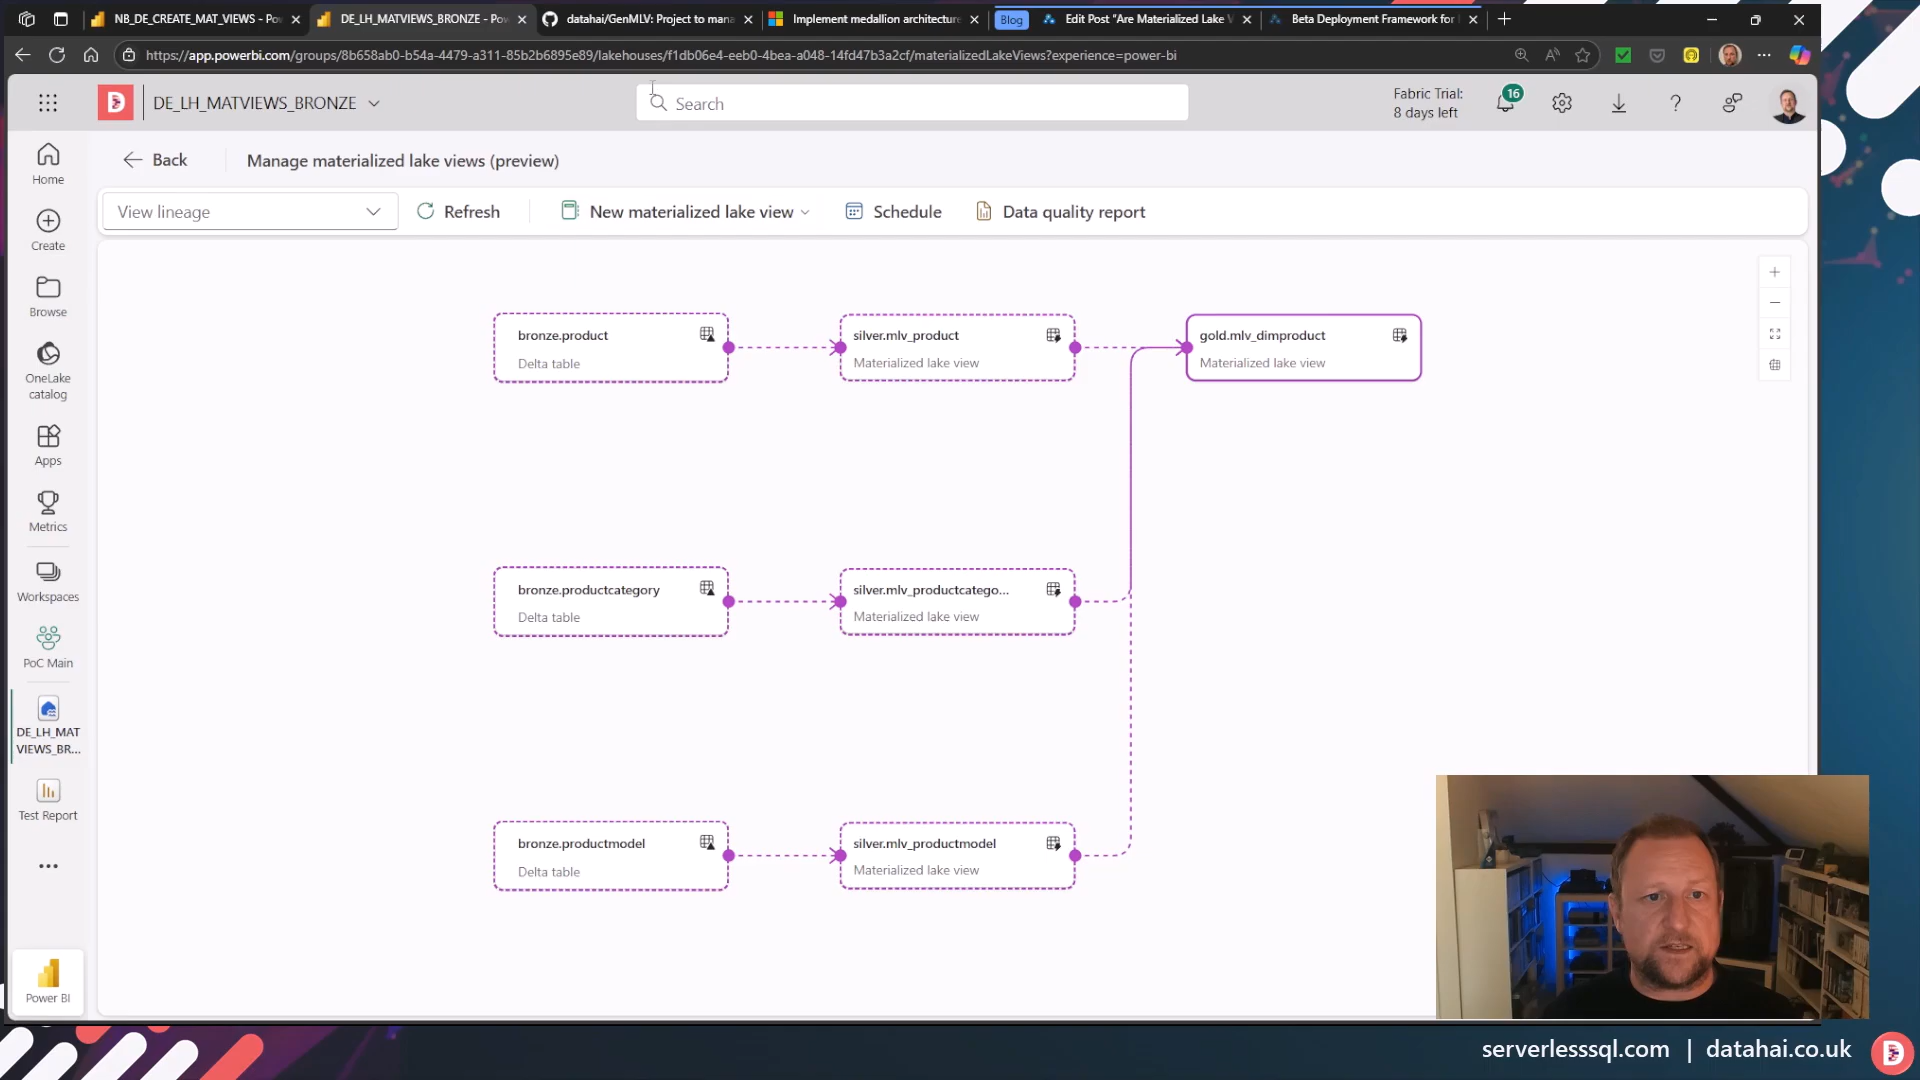 NB_DE_CREATE_MAT_VIEWS - Po
DE_LH_MATVIEWS_BRONZE - Pow
datahai/GenMLV: Project to mana
Implement medallion architecture
Blog
Edit Post "Are Materialized Lake V
Beta Deployment Framework for
https://app.powerbi.com/groups/8b658ab0-b54a-4479-a311-85b2b6895e89/lakehouses/f1db06e4-eeb0-4bea-a048-14fd47b3a2cf/materializedLakeViews?experience=power-bi
DE_LH_MATVIEWS_BRONZE
Search
Fabric Trial:
8 days left
16
Back
Manage materialized lake views (preview)
View lineage
Refresh
New materialized lake view
Schedule
Data quality report
Home
Create
Browse
OneLake
catalog
Apps
Metrics
Workspaces
PoC Main
DE_LH_MAT
VIEWS_BR...
Test Report
Power BI
bronze.product
Delta table
silver.mlv_product
Materialized lake view
gold.mlv_dimproduct
Materialized lake view
bronze.productcategory
Delta table
silver.mlv_productcatego...
Materialized lake view
bronze.productmodel
Delta table
silver.mlv_productmodel
Materialized lake view
serverlesssql.com | datahai.co.uk